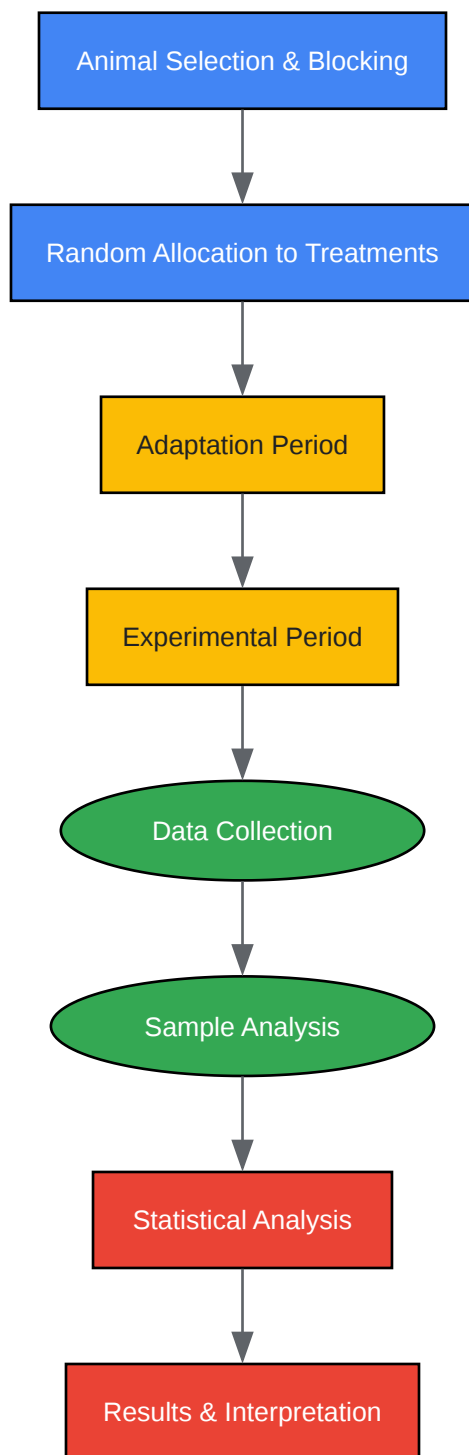 Animal Selection & Blocking
Random Allocation to Treatments
Adaptation Period
Experimental Period
Data Collection
Sample Analysis
Statistical Analysis
Results & Interpretation